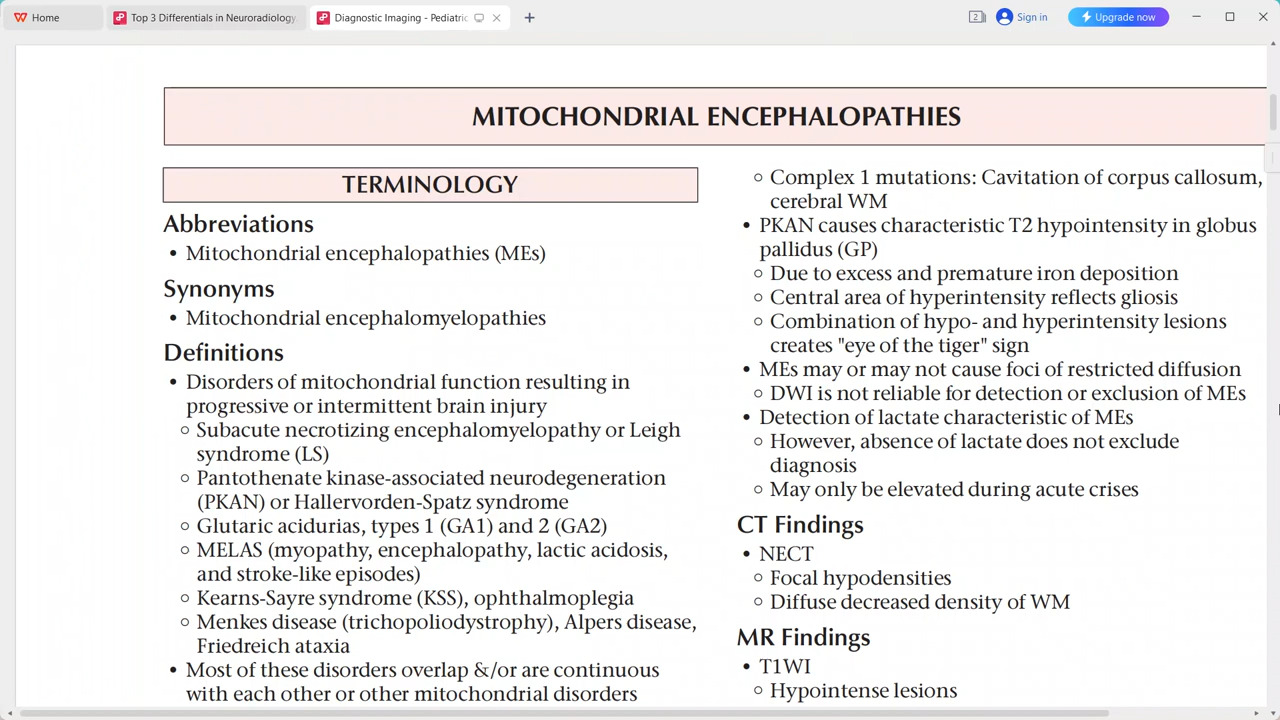 Home
Top 3 Differentials in Neuroradiology.
Diagnostic Imaging - Pediatric
2
Sign in
Upgrade now
MITOCHONDRIAL ENCEPHALOPATHIES
TERMINOLOGY
Abbreviations
• Mitochondrial encephalopathies (MEs)
Synonyms
• Mitochondrial encephalomyelopathies
Definitions
• Disorders of mitochondrial function resulting in
progressive or intermittent brain injury
○ Subacute necrotizing encephalomyelopathy or Leigh
syndrome (LS)
○ Pantothenate kinase-associated neurodegeneration
(PKAN) or Hallervorden-Spatz syndrome
○ Glutaric acidurias, types 1 (GA1) and 2 (GA2)
○ MELAS (myopathy, encephalopathy, lactic acidosis,
and stroke-like episodes)
○ Kearns-Sayre syndrome (KSS), ophthalmoplegia
○ Menkes disease (trichopoliodystrophy), Alpers disease,
Friedreich ataxia
• Most of these disorders overlap &/or are continuous
with each other or other mitochondrial disorders
○ Complex 1 mutations: Cavitation of corpus callosum,
cerebral WM
• PKAN causes characteristic T2 hypointensity in globus
pallidus (GP)
○ Due to excess and premature iron deposition
○ Central area of hyperintensity reflects gliosis
○ Combination of hypo- and hyperintensity lesions
creates "eye of the tiger" sign
• MEs may or may not cause foci of restricted diffusion
○ DWI is not reliable for detection or exclusion of MEs
• Detection of lactate characteristic of MEs
○ However, absence of lactate does not exclude
diagnosis
○ May only be elevated during acute crises
CT Findings
• NECT
○ Focal hypodensities
○ Diffuse decreased density of WM
MR Findings
• T1WI
○ Hypointense lesions